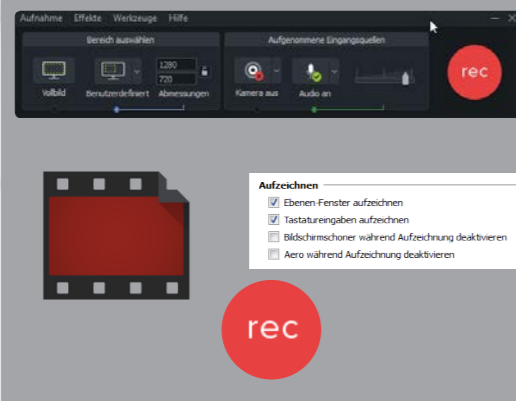 Aufnahme Effekte Werkzeuge Hilfe
Bereich auswählen
Aufgenommene Eingangsquellen
1280
720
Vollbild Benutzerdefiniert Abmessungen
Kamera aus Audio an
rec
Aufzeichnen
Ebenen-Fenster aufzeichnen
Tastatureingaben aufzeichnen
Bildschirmschoner während Aufzeichnung deaktivieren
Aero während Aufzeichnung deaktivieren
rec